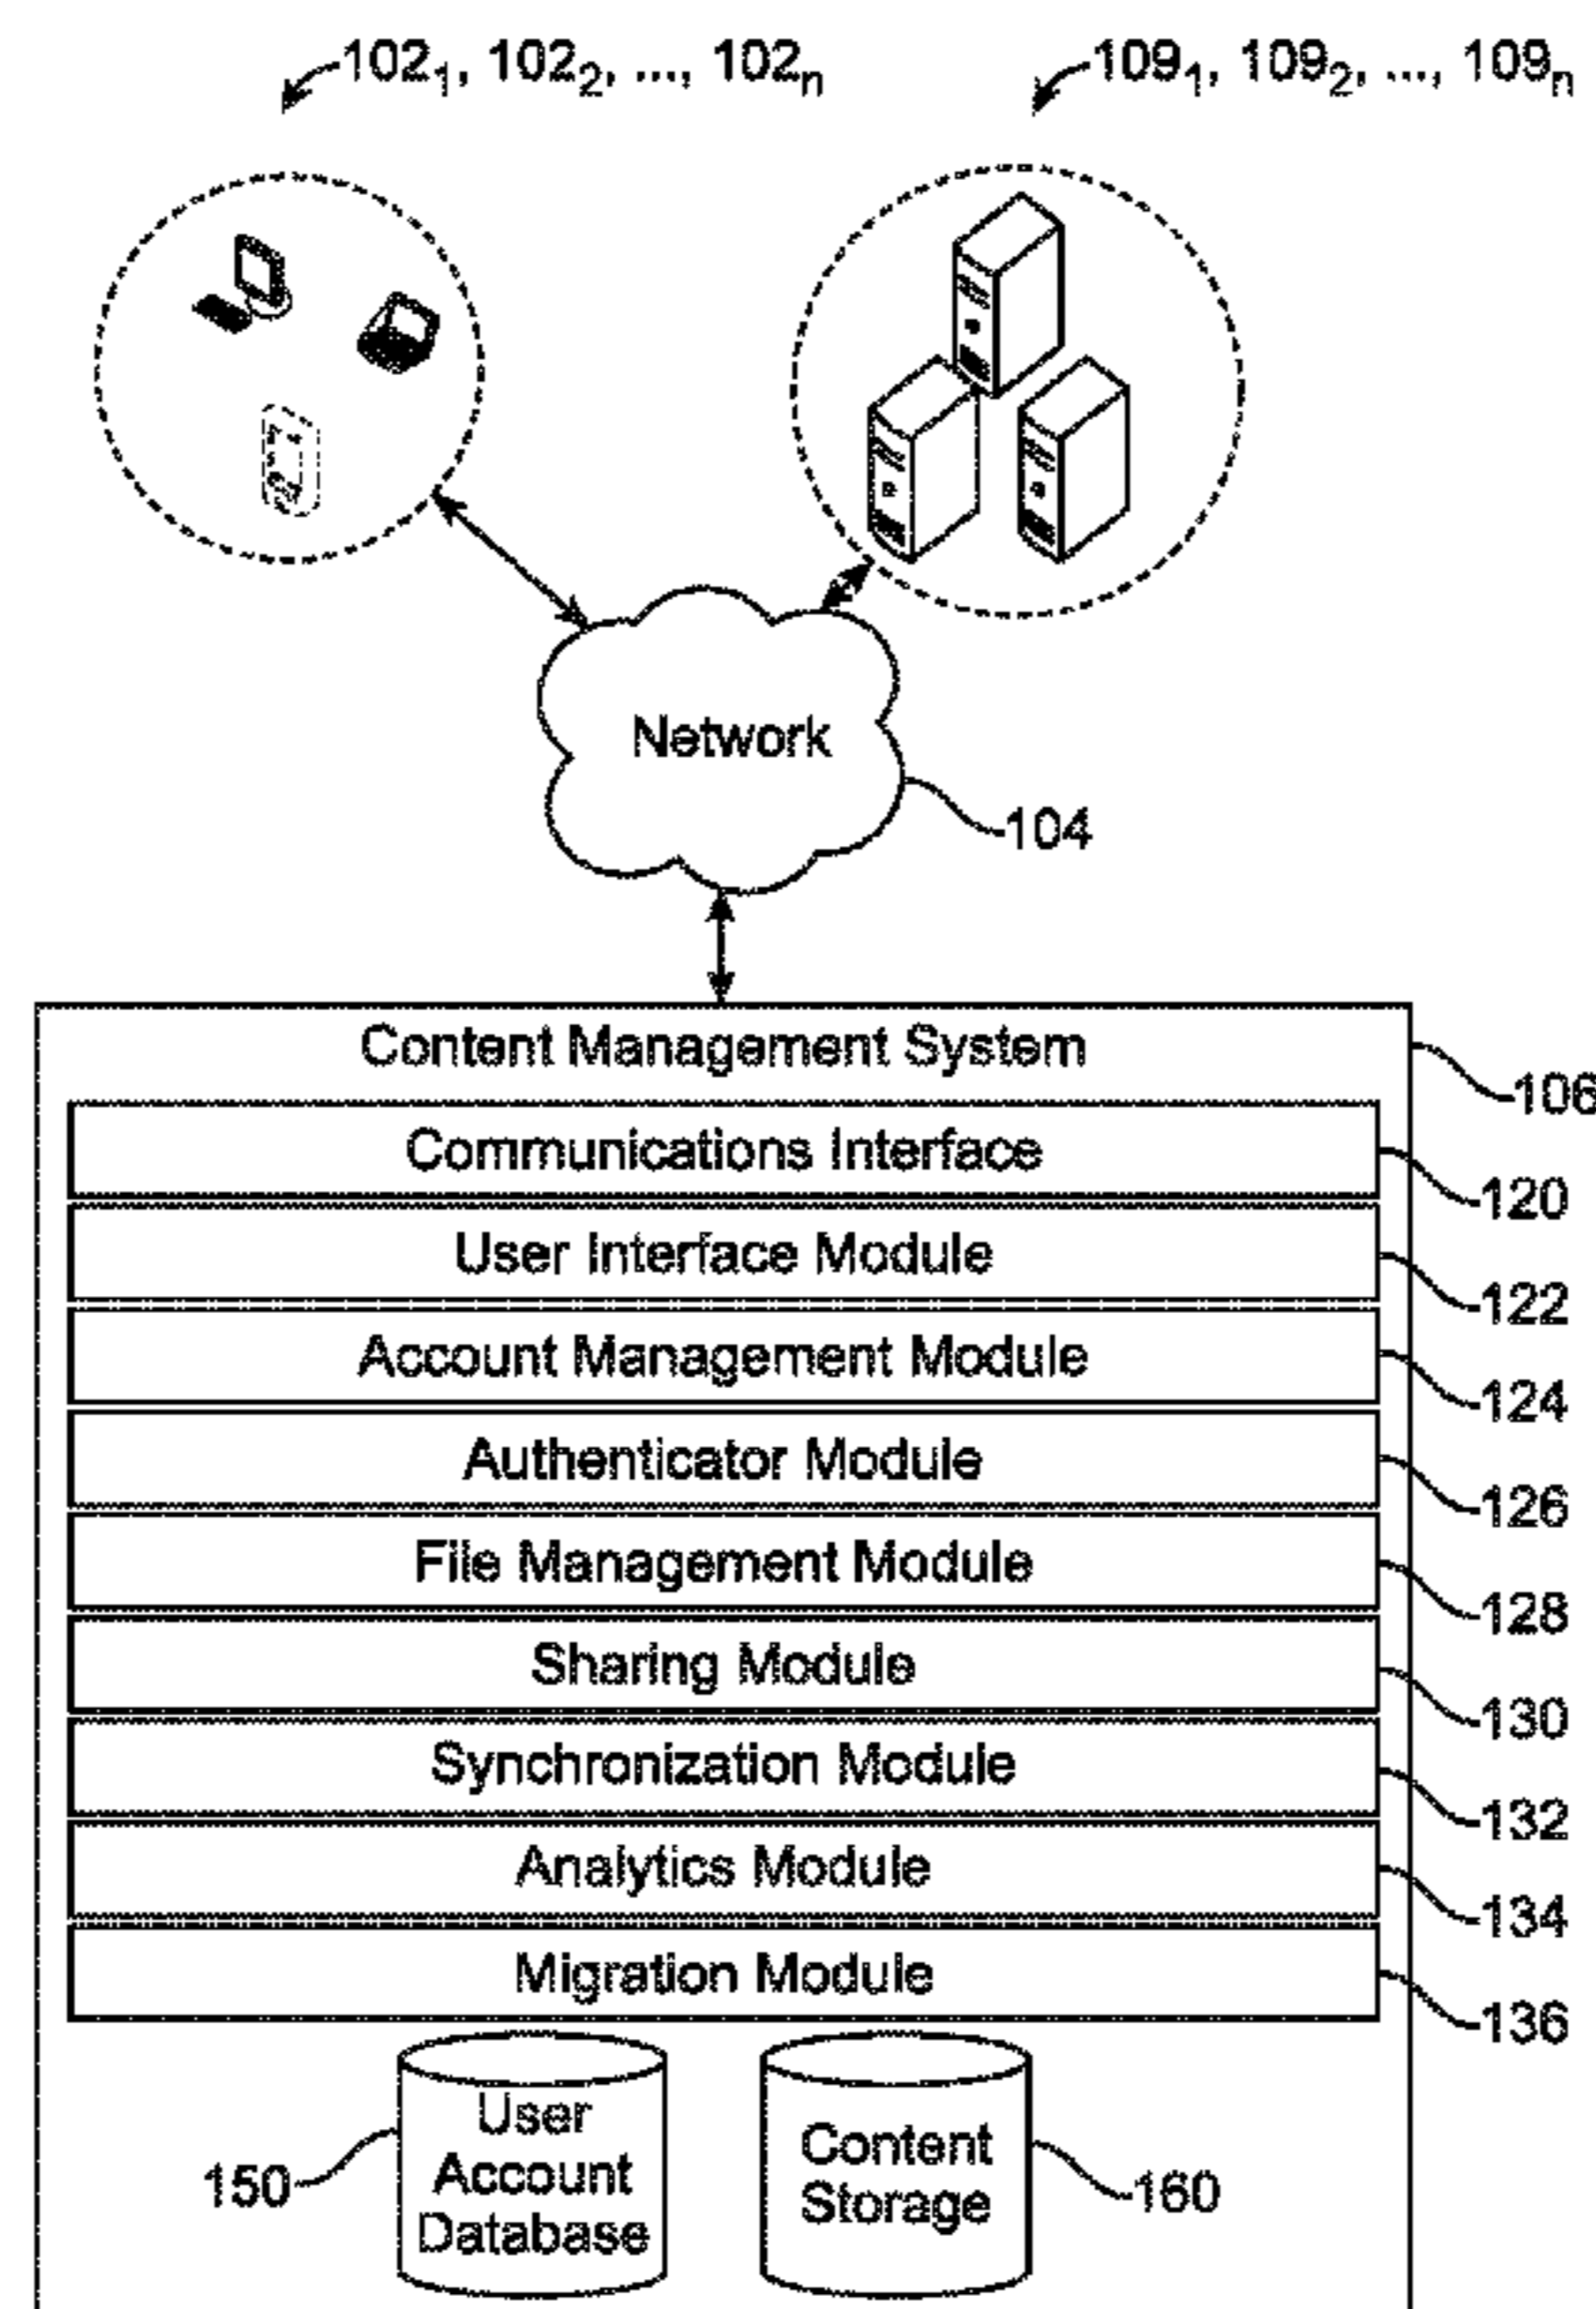 102₁, 102₂, ..., 102ₙ
109₁, 109₂, ..., 109ₙ
Network
104
Content Management System
106
Communications Interface
120
User Interface Module
122
Account Management Module
124
Authenticator Module
126
File Management Module
128
Sharing Module
130
Synchronization Module
132
Analytics Module
134
Migration Module
136
150
User
Account
Database
Content
Storage
160